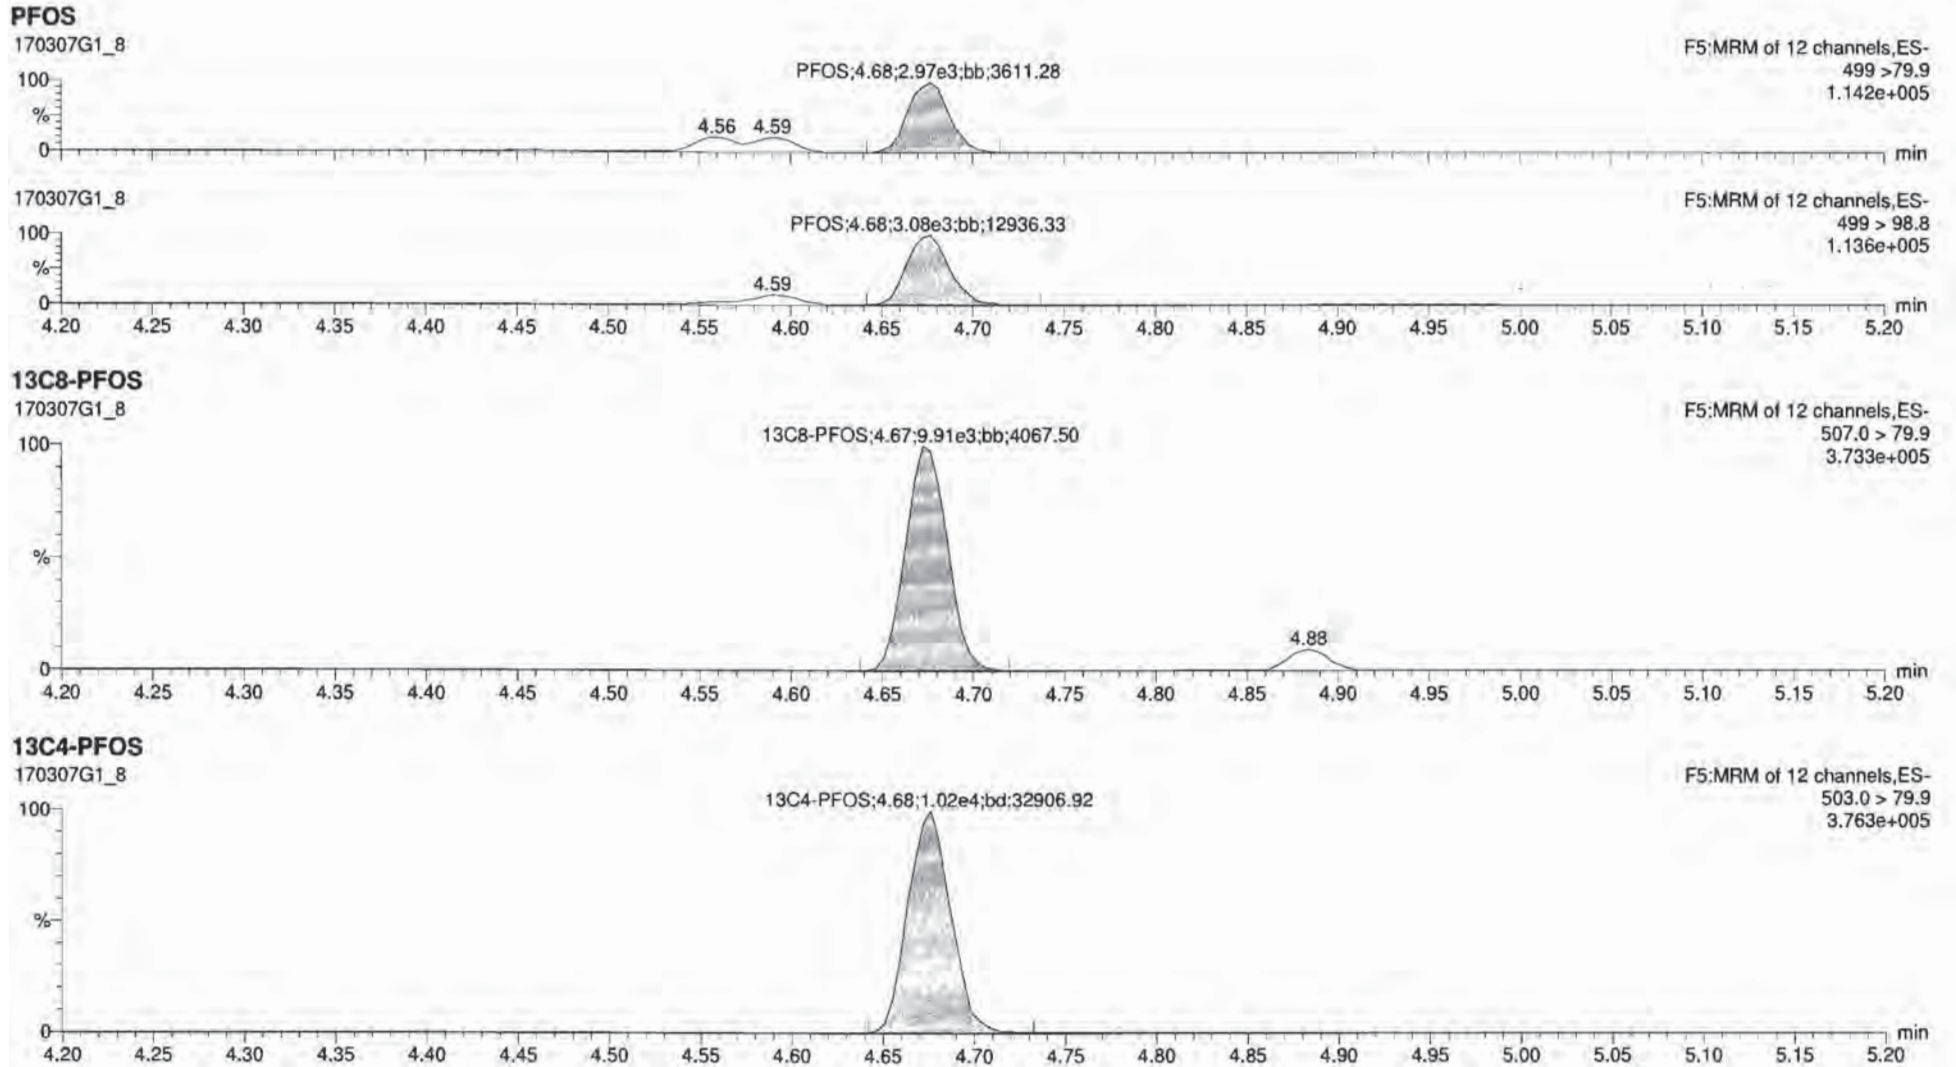 PFOS
170307G1_8
F5:MRM of 12 channels,ES-
499 >79.9
1.142e+005
PFOS;4.68;2.97e3;bb;3611.28
100
%
0
4.56 4.59
min
170307G1_8
F5:MRM of 12 channels,ES-
499 > 98.8
1.136e+005
PFOS;4.68;3.08e3;bb;12936.33
100
%
0
4.59
min
4.20 4.25 4.30 4.35 4.40 4.45 4.50 4.55 4.60 4.65 4.70 4.75 4.80 4.85 4.90 4.95 5.00 5.05 5.10 5.15 5.20
13C8-PFOS
170307G1_8
F5:MRM of 12 channels,ES-
507.0 > 79.9
3.733e+005
13C8-PFOS;4.67;9.91e3;bb;4067.50
100
%
0
4.88
min
4.20 4.25 4.30 4.35 4.40 4.45 4.50 4.55 4.60 4.65 4.70 4.75 4.80 4.85 4.90 4.95 5.00 5.05 5.10 5.15 5.20
13C4-PFOS
170307G1_8
F5:MRM of 12 channels,ES-
503.0 > 79.9
3.763e+005
13C4-PFOS;4.68;1.02e4;bd;32906.92
100
%
0
min
4.20 4.25 4.30 4.35 4.40 4.45 4.50 4.55 4.60 4.65 4.70 4.75 4.80 4.85 4.90 4.95 5.00 5.05 5.10 5.15 5.20